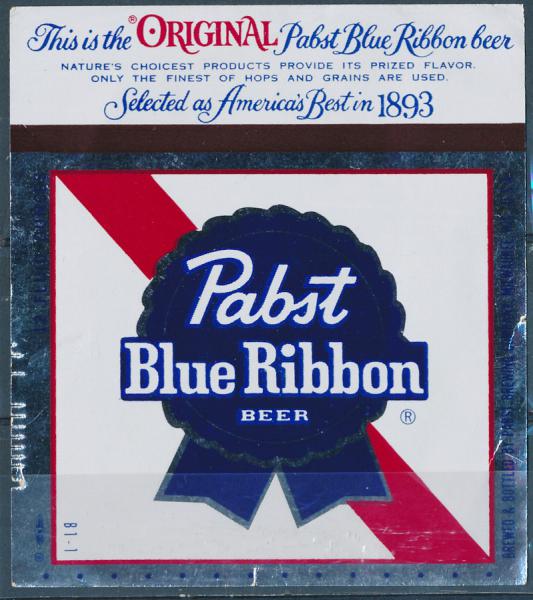 This is the ®ORIGINAL Pabst Blue Ribbon beer
NATURE'S CHOICEST PRODUCTS PROVIDE ITS PRIZED FLAVOR.
ONLY THE FINEST OF HOPS AND GRAINS ARE USED.
Selected as America's Best in 1893
Pabst
Blue Ribbon
BEER
®
81-1
BREWED & BOTTLED BY PABST BREWING